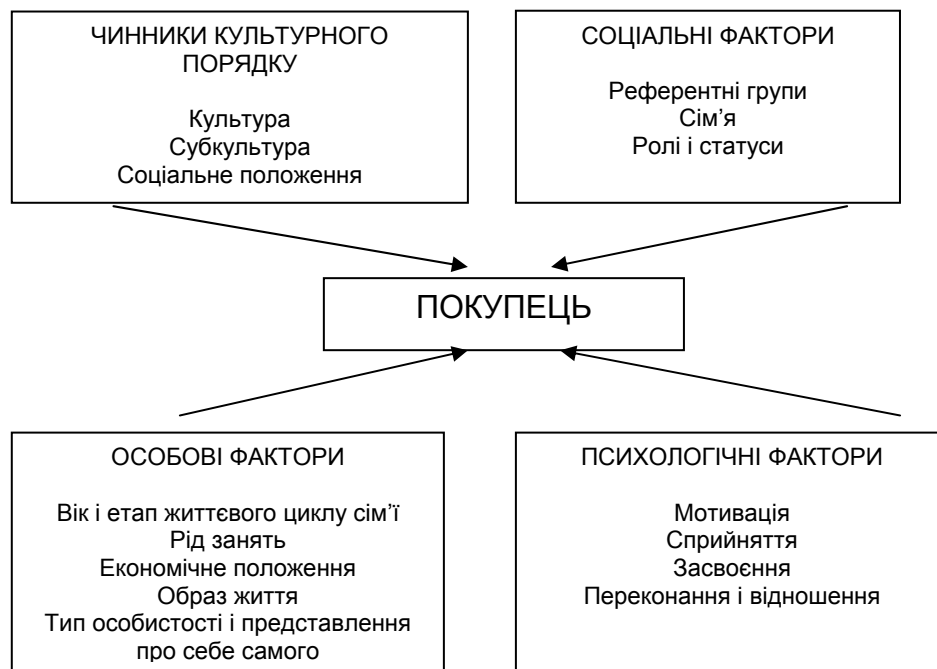 ЧИННИКИ КУЛЬТУРНОГО
ПОРЯДКУ
Культура
Субкультура
Соціальне положення
СОЦІАЛЬНІ ФАКТОРИ
Референтні групи
Сім’я
Ролі і статуси
ПОКУПЕЦЬ
ОСОБОВІ ФАКТОРИ
Вік і етап життєвого циклу сім’ї
Рід занять
Економічне положення
Образ життя
Тип особистості і представлення
про себе самого
ПСИХОЛОГІЧНІ ФАКТОРИ
Мотивація
Сприйняття
Засвоєння
Переконання і відношення